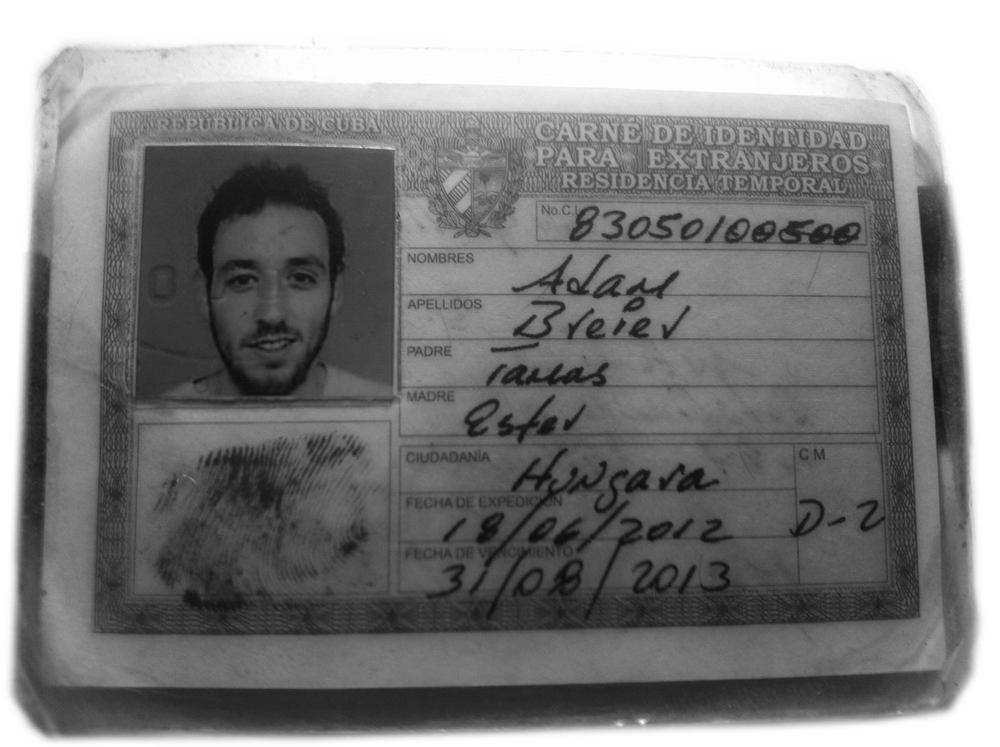 REPUBLICA DE CUBA
CARNÉ DE IDENTIDAD
PARA EXTRANJEROS
RESIDENCIA TEMPORAL
No.C.I. 83050100500
NOMBRES Adam
APELLIDOS Breier
PADRE Tamas
MADRE Ester
CIUDADANÍA Húngara
C M D-2
FECHA DE EXPEDICIÓN 18/06/2012
FECHA DE VENCIMIENTO 31/08/2013